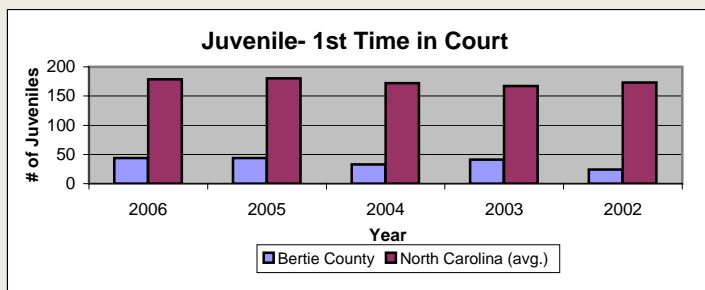 Juvenile- 1st Time in Court
# of Juveniles
200
150
100
50
0
2006 2005 2004 2003 2002
Year
Bertie County North Carolina (avg.)